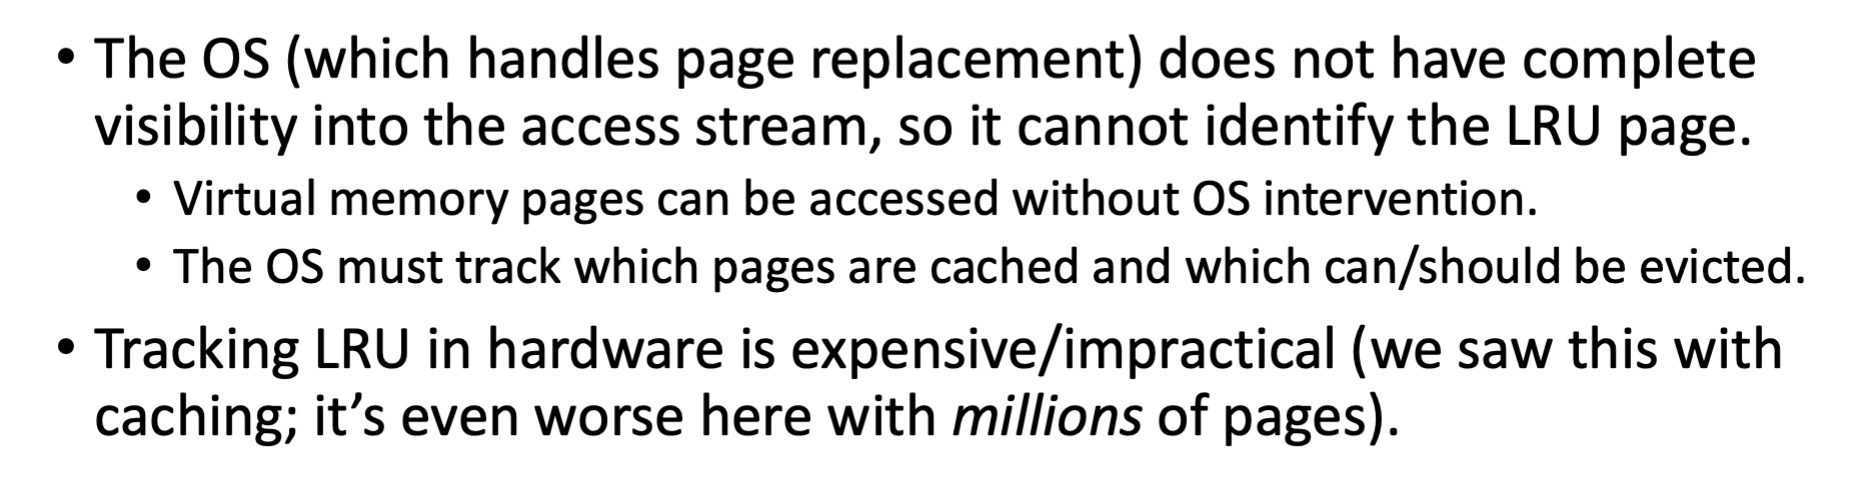 • The OS (which handles page replacement) does not have complete
visibility into the access stream, so it cannot identify the LRU page.
• Virtual memory pages can be accessed without OS intervention.
• The OS must track which pages are cached and which can/should be evicted.
• Tracking LRU in hardware is expensive/impractical (we saw this with
caching; it’s even worse here with millions of pages).